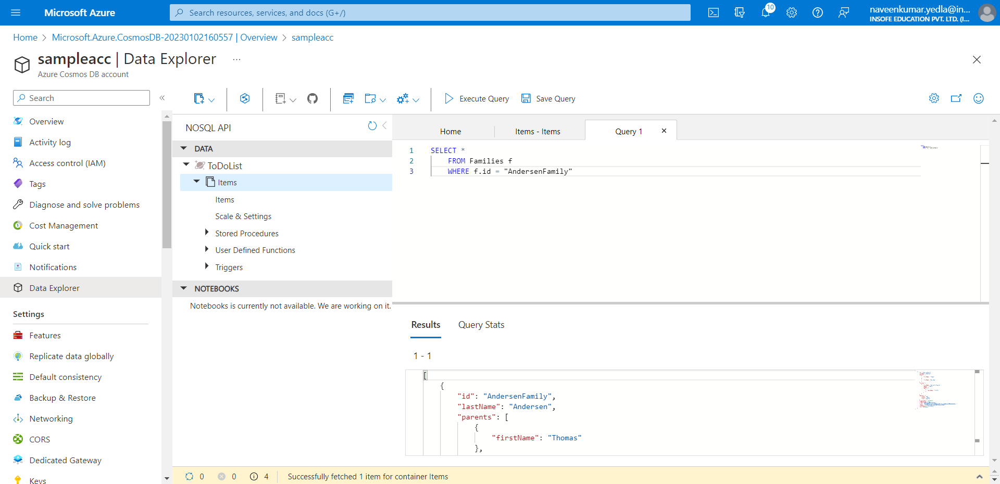 Microsoft Azure
Search resources, services, and docs (G+/)
10
naveenkumar.yedla@in...
INSOFE EDUCATION PVT. LTD. (I...
Home > Microsoft.Azure.CosmosDB-20230102160557 | Overview > sampleacc
sampleacc | Data Explorer ...
Azure Cosmos DB account
Search
«
Execute Query
Save Query
Overview
Activity log
Access control (IAM)
Tags
Diagnose and solve problems
Cost Management
Quick start
Notifications
Data Explorer
Settings
Features
Replicate data globally
Default consistency
Backup & Restore
Networking
CORS
Dedicated Gateway
Keys
NOSQL API
DATA
ToDoList
Items
Items
Scale & Settings
Stored Procedures
User Defined Functions
Triggers
NOTEBOOKS
Notebooks is currently not available. We are working on it.
Home
Items - Items
Query 1
1 SELECT *
2 FROM Families f
3 WHERE f.id = "AndersenFamily"
Results
Query Stats
1 - 1
[
{
"id": "AndersenFamily",
"lastName": "Andersen",
"parents": [
{
"firstName": "Thomas"
},
0 0 4 Successfully fetched 1 item for container Items